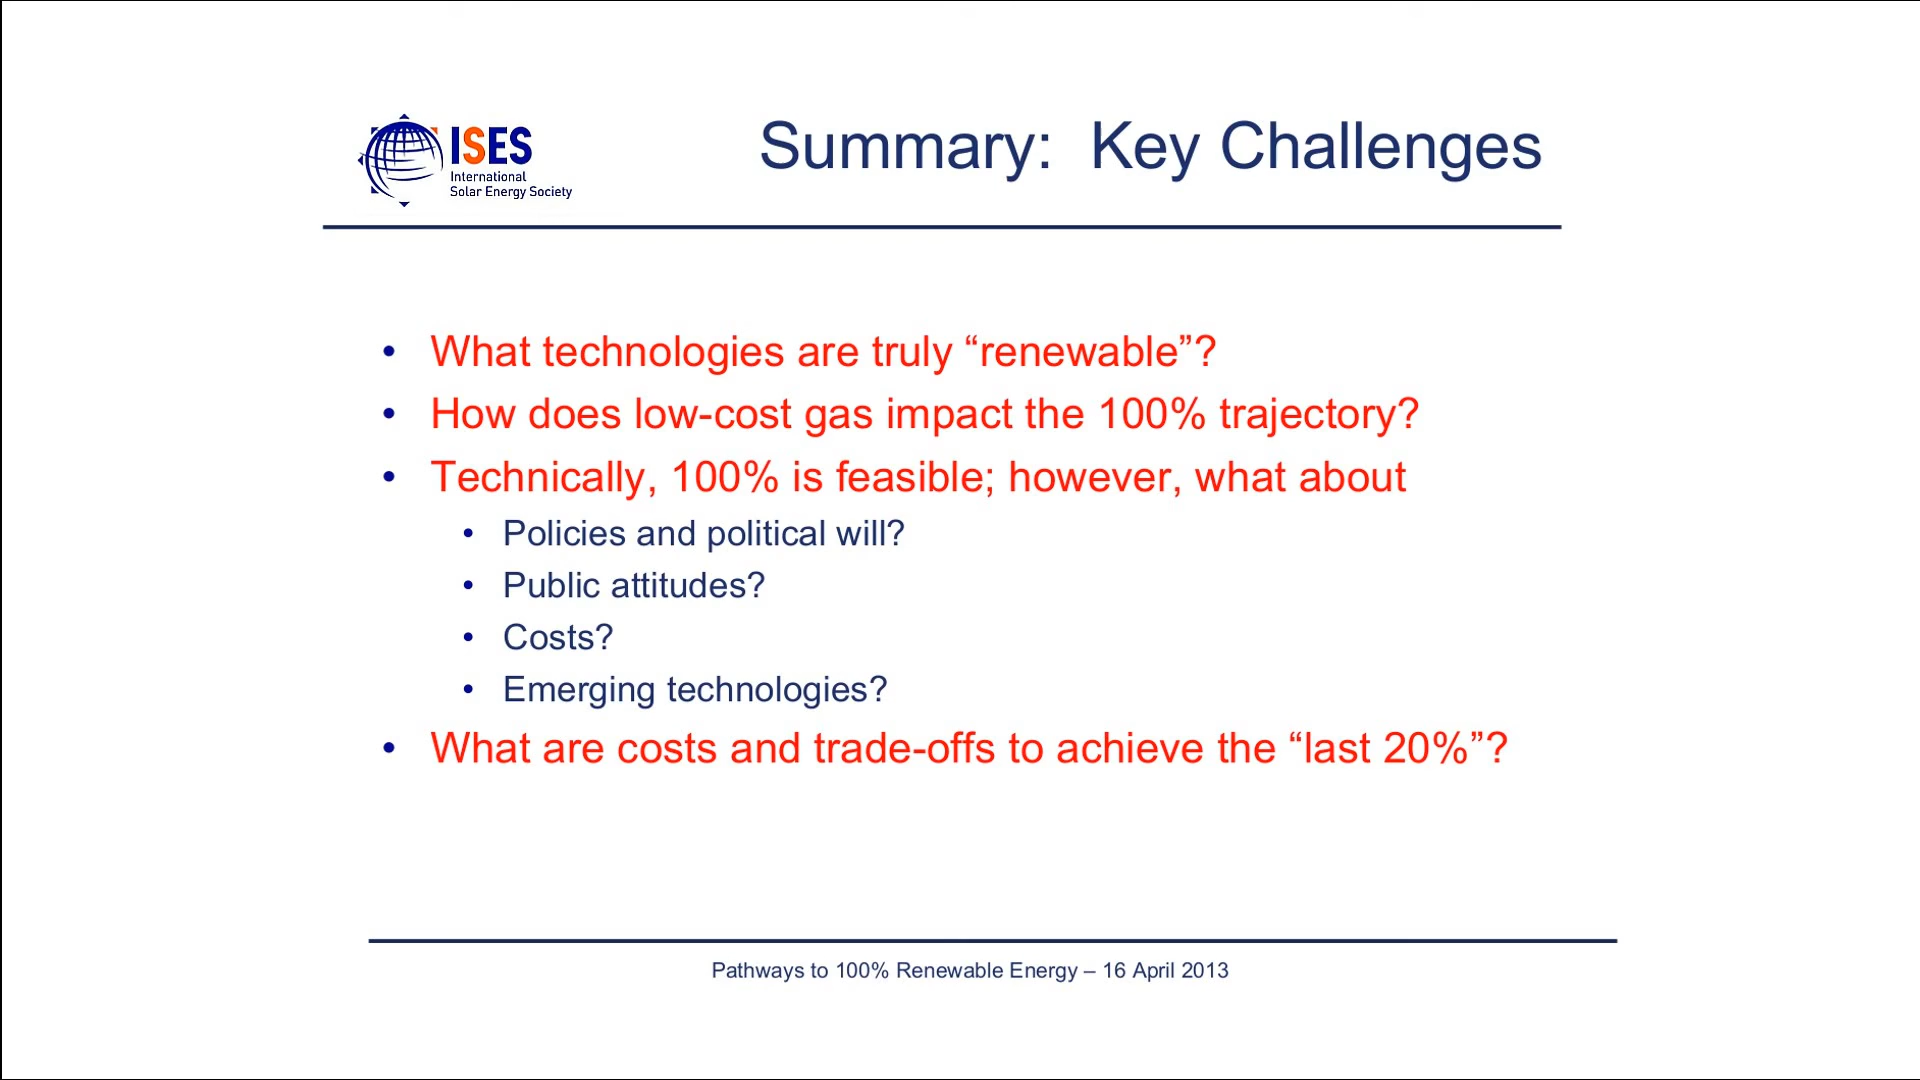 ISES
International
Solar Energy Society
Summary: Key Challenges
• What technologies are truly “renewable”?
• How does low-cost gas impact the 100% trajectory?
• Technically, 100% is feasible; however, what about
• Policies and political will?
• Public attitudes?
• Costs?
• Emerging technologies?
• What are costs and trade-offs to achieve the “last 20%”?
Pathways to 100% Renewable Energy – 16 April 2013